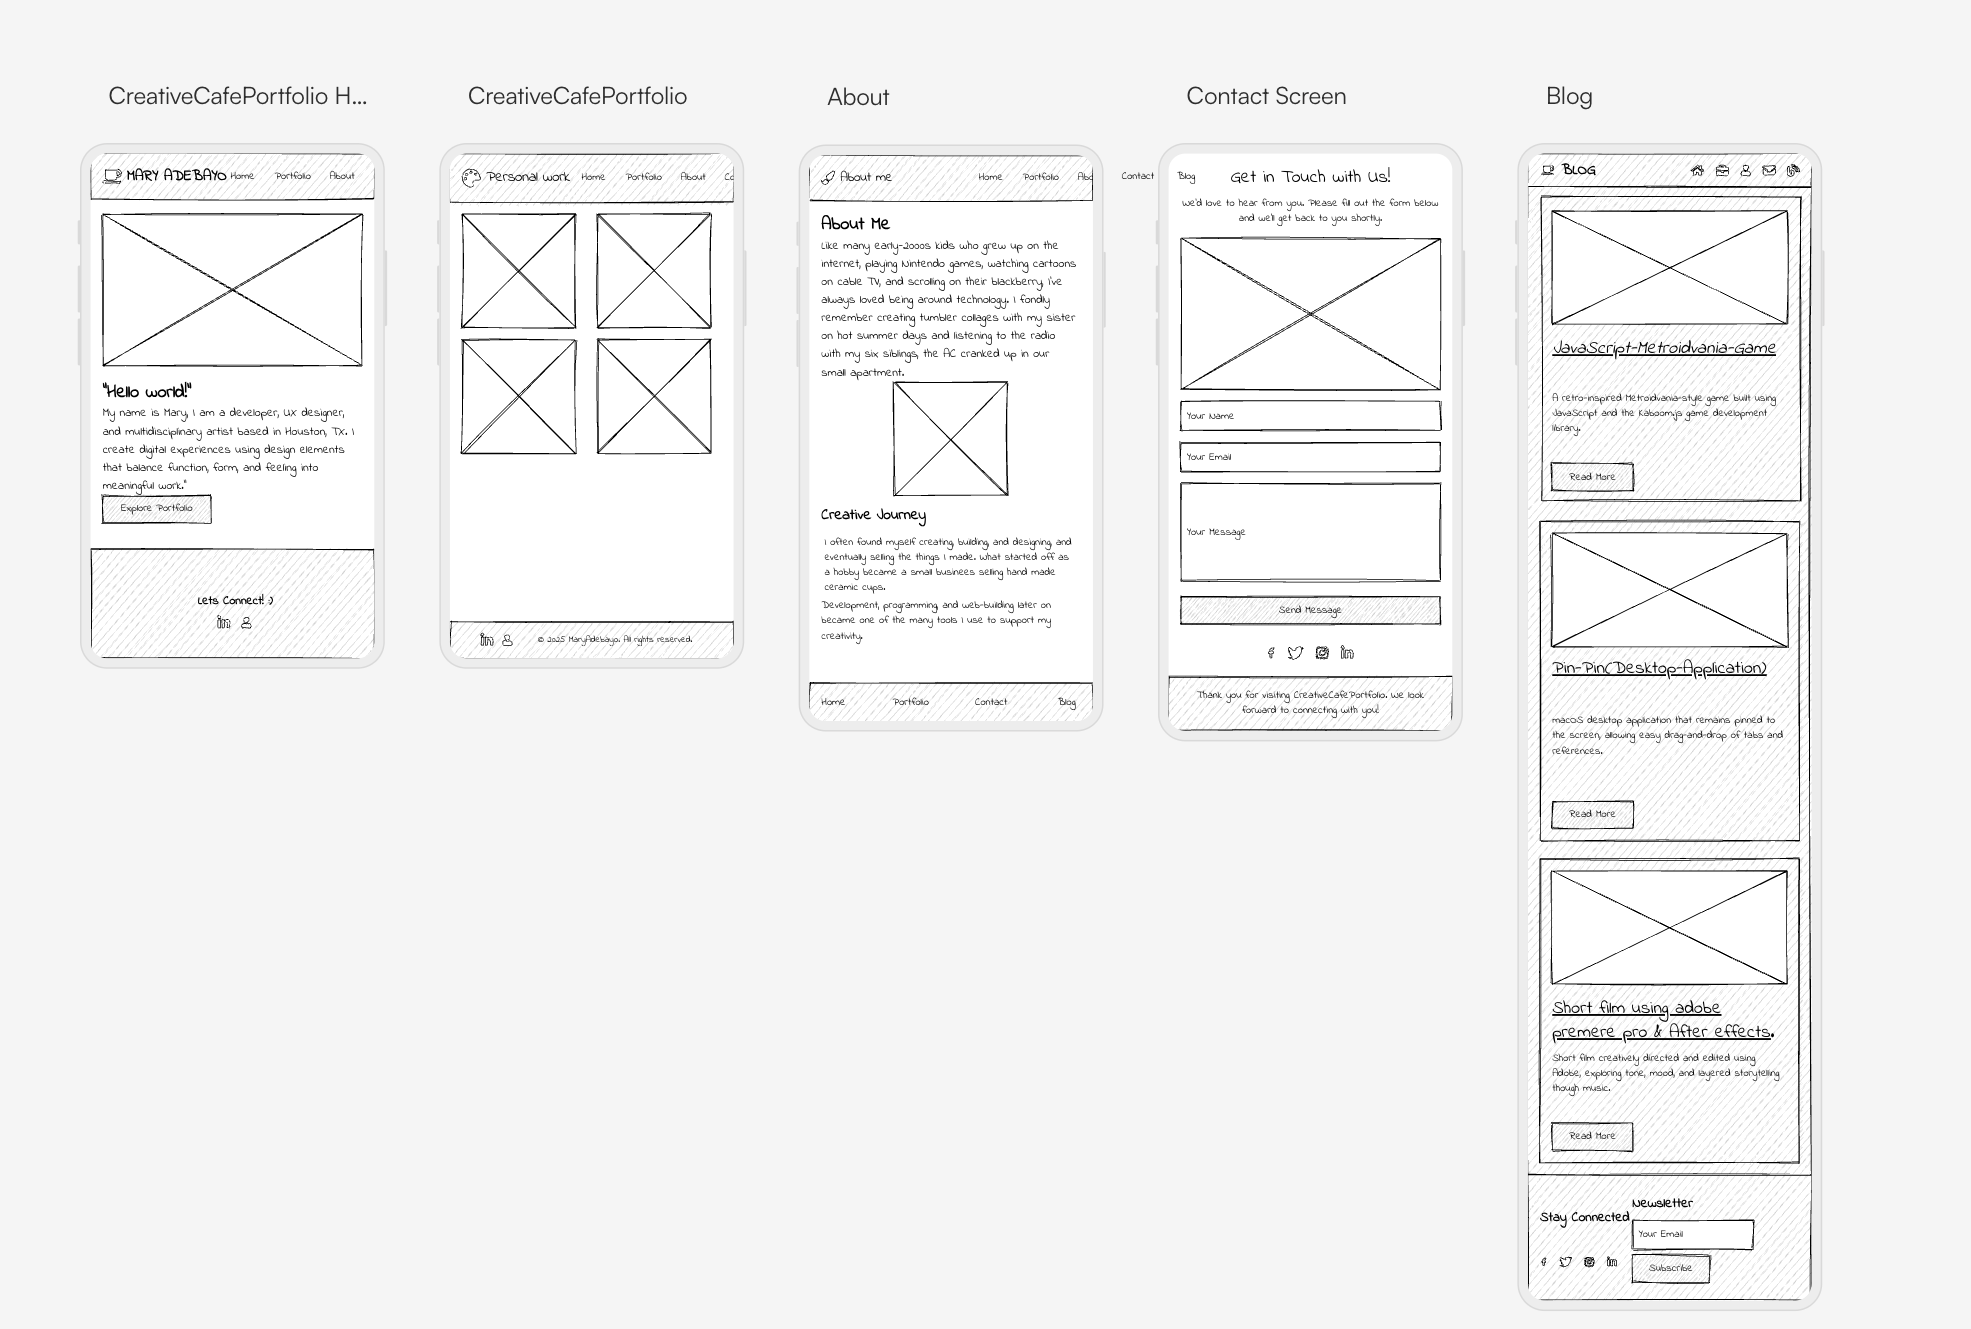 CreativeCafePortfolio H...
MARY ADEBAYO Home Portfolio About
"Hello world!"
My name is Mary, I am a developer, UX designer,
and multidisciplinary artist based in Houston, TX. I
create digital experiences using design elements
that balance function, form, and feeling into
meaningful work."
Explore Portfolio
Lets Connect! :)
CreativeCafePortfolio
Personal work Home Portfolio About Co
© 2025 MaryAdebayo. All rights reserved.
About
About me Home Portfolio Abo
About Me
Like many early-2000s kids who grew up on the
internet, playing Nintendo games, watching cartoons
on cable TV, and scrolling on their blackberry, I've
always loved being around technology. I fondly
remember creating tumbler collages with my sister
on hot summer days and listening to the radio
with my six siblings, the AC cranked up in our
small apartment.
Creative Journey
I often found myself creating, building, and designing, and
eventually selling the things I made. What started off as
a hobby became a small businees selling hand made
ceramic cups.
Development, programming, and web-building later on
became one of the many tools I use to support my
creativity.
Home Portfolio Contact Blog
Contact Screen
Contact Blog
Get in Touch with Us!
We'd love to hear from you. Please fill out the form below
and we'll get back to you shortly.
Your Name
Your Email
Your Message
Send Message
Thank you for visiting CreativeCafePortfolio. We look
forward to connecting with you!
Blog
BLOG
JavaScript-Metroidvania-Game
A retro-inspired Metroidvania-style game built using
JavaScript and the Kaboom.js game development
library.
Read More
Pin-Pin(Desktop-Application)
macOS desktop application that remains pinned to
the screen, allowing easy drag-and-drop of tabs and
references.
Read More
Short film using adobe
premere pro & After effects.
Short film creatively directed and edited using
Adobe, exploring tone, mood, and layered storytelling
though music.
Read More
Newsletter
Stay Connected
Your Email
Subscribe